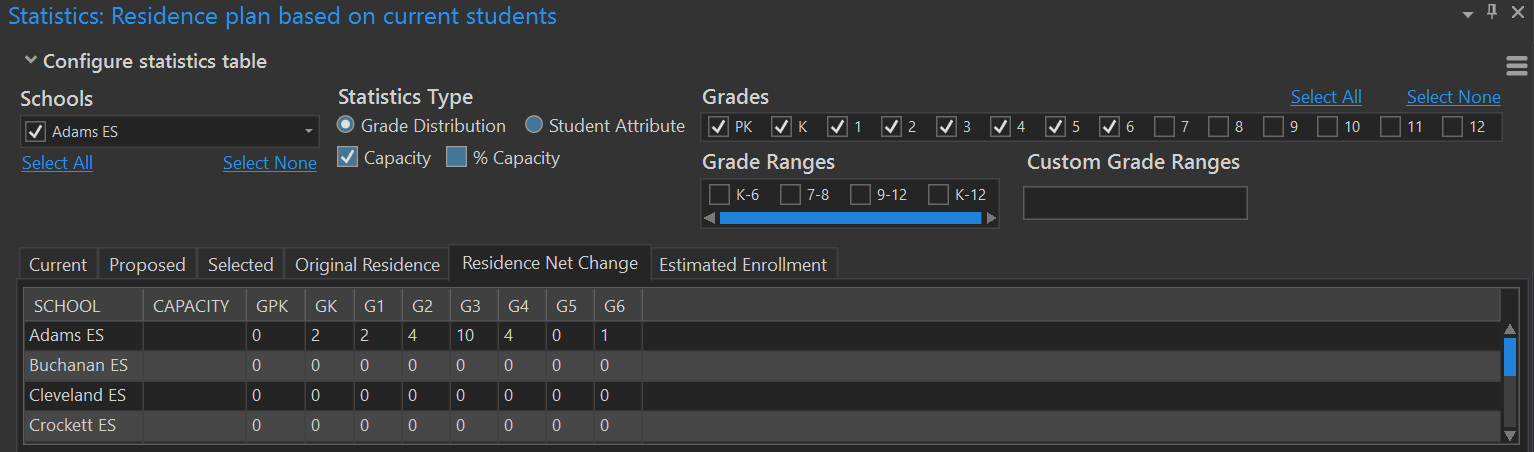 Statistics: Residence plan based on current students
Configure statistics table
Schools
Adams ES
Select All Select None
Statistics Type
Grade Distribution Student Attribute
Capacity % Capacity
Grades Select All Select None
PK K 1 2 3 4 5 6 7 8 9 10 11 12
Grade Ranges
K-6 7-8 9-12 K-12
Custom Grade Ranges
Current Proposed Selected Original Residence Residence Net Change Estimated Enrollment
SCHOOL CAPACITY GPK GK G1 G2 G3 G4 G5 G6
Adams ES 0 2 2 4 10 4 0 1
Buchanan ES 0 0 0 0 0 0 0 0
Cleveland ES 0 0 0 0 0 0 0 0
Crockett ES 0 0 0 0 0 0 0 0